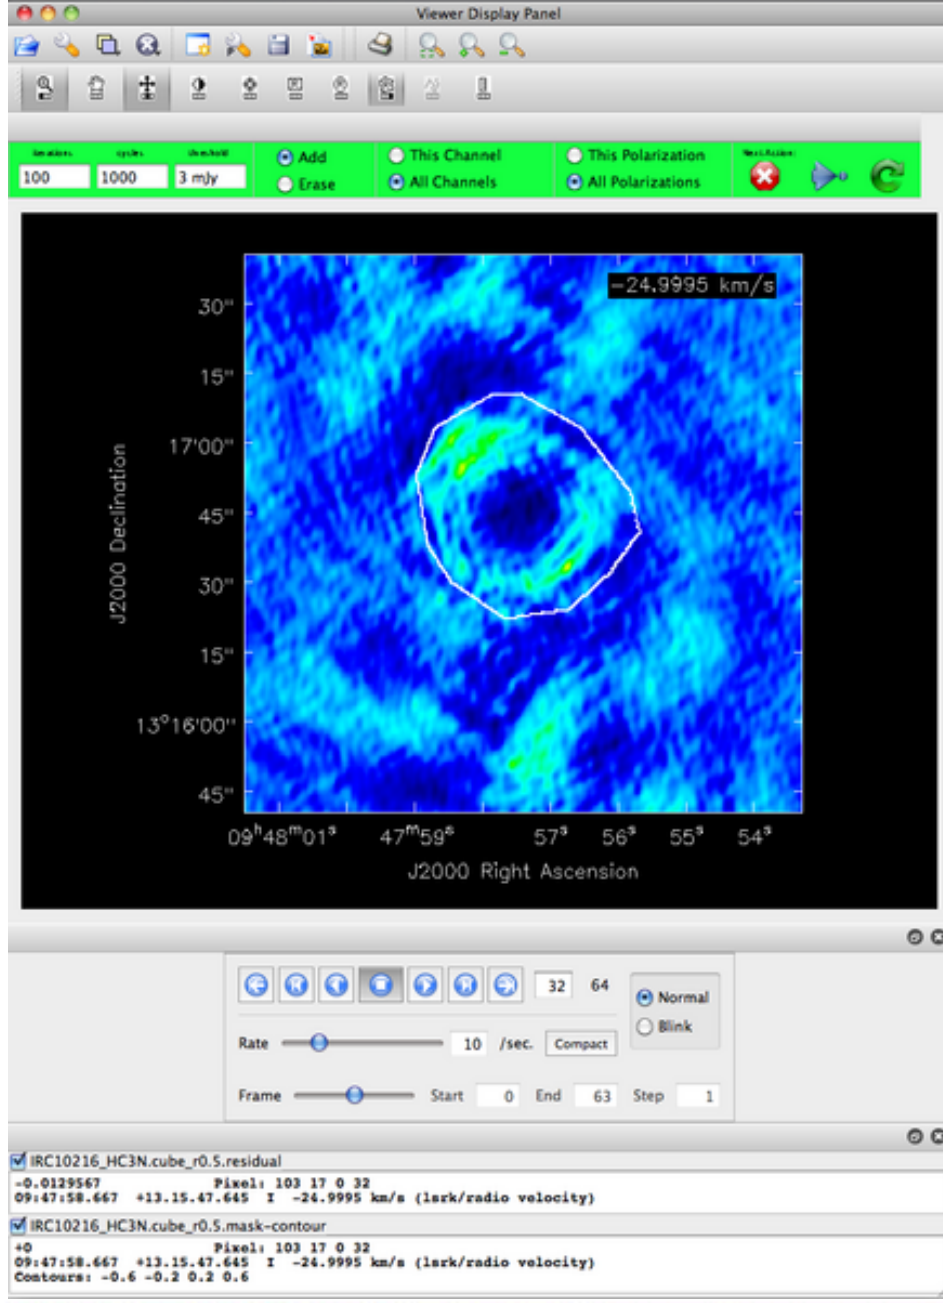 Viewer Display Panel
iterations cycles threshold Next Action:
100 1000 3 mJy
Add This Channel This Polarization
Erase All Channels All Polarizations
-24.9995 km/s
30"
15"
17'00"
45"
30"
15"
13°16'00"
45"
J2000 Declination
09ʰ48ᵐ01ˢ 47ᵐ59ˢ 57ˢ 56ˢ 55ˢ 54ˢ
J2000 Right Ascension
32 64
Normal
Blink
Rate 10 /sec. Compact
Frame Start 0 End 63 Step 1
IRC10216_HC3N.cube_r0.5.residual
-0.0129567 Pixel: 103 17 0 32
09:47:58.667 +13.15.47.645 I -24.9995 km/s (lsrk/radio velocity)
IRC10216_HC3N.cube_r0.5.mask-contour
+0 Pixel: 103 17 0 32
09:47:58.667 +13.15.47.645 I -24.9995 km/s (lsrk/radio velocity)
Contours: -0.6 -0.2 0.2 0.6